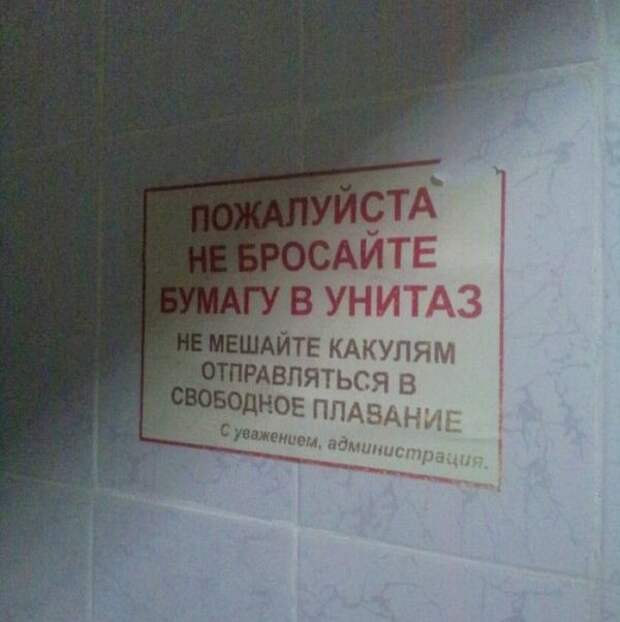 ПОЖАЛУЙСТА
НЕ БРОСАЙТЕ
БУМАГУ В УНИТАЗ
НЕ МЕШАЙТЕ КАКУЛЯМ
ОТПРАВЛЯТЬСЯ В
СВОБОДНОЕ ПЛАВАНИЕ
С уважением, администрация.